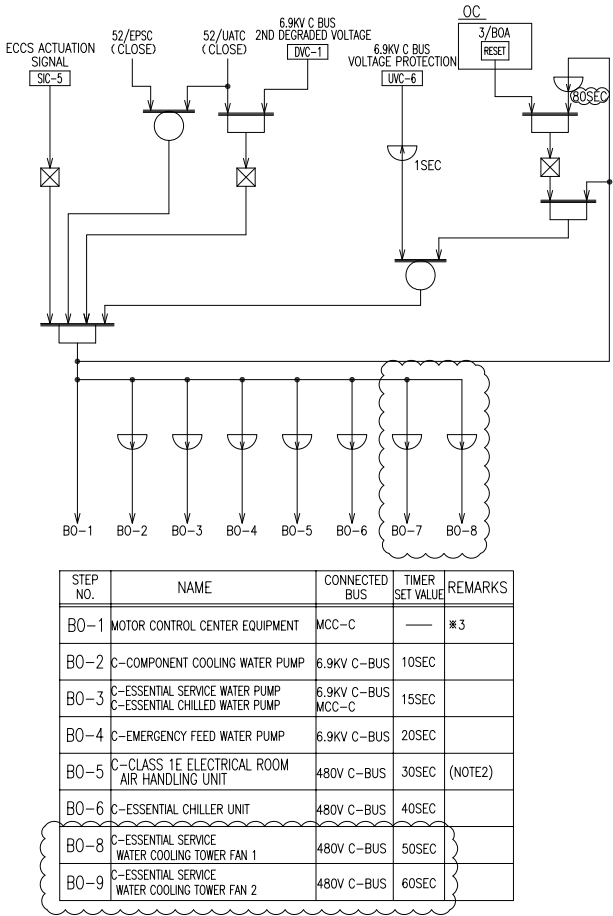 OC
3/BOA
RESET
52/EPSC
(CLOSE)
52/UATC
(CLOSE)
6.9KV C BUS
2ND DEGRADED VOLTAGE
DVC-1
6.9KV C BUS
VOLTAGE PROTECTION
UVC-6
ECCS ACTUATION
SIGNAL
SIC-5
80SEC
1SEC
BO-1 BO-2 BO-3 BO-4 BO-5 BO-6 BO-7 BO-8
STEP NO. NAME CONNECTED BUS TIMER SET VALUE REMARKS
BO-1 MOTOR CONTROL CENTER EQUIPMENT MCC-C — ※3
BO-2 C-COMPONENT COOLING WATER PUMP 6.9KV C-BUS 10SEC
BO-3 C-ESSENTIAL SERVICE WATER PUMP 6.9KV C-BUS 15SEC
C-ESSENTIAL CHILLED WATER PUMP MCC-C
BO-4 C-EMERGENCY FEED WATER PUMP 6.9KV C-BUS 20SEC
BO-5 C-CLASS 1E ELECTRICAL ROOM 480V C-BUS 30SEC (NOTE2)
AIR HANDLING UNIT
BO-6 C-ESSENTIAL CHILLER UNIT 480V C-BUS 40SEC
BO-8 C-ESSENTIAL SERVICE 480V C-BUS 50SEC
WATER COOLING TOWER FAN 1
BO-9 C-ESSENTIAL SERVICE 480V C-BUS 60SEC
WATER COOLING TOWER FAN 2